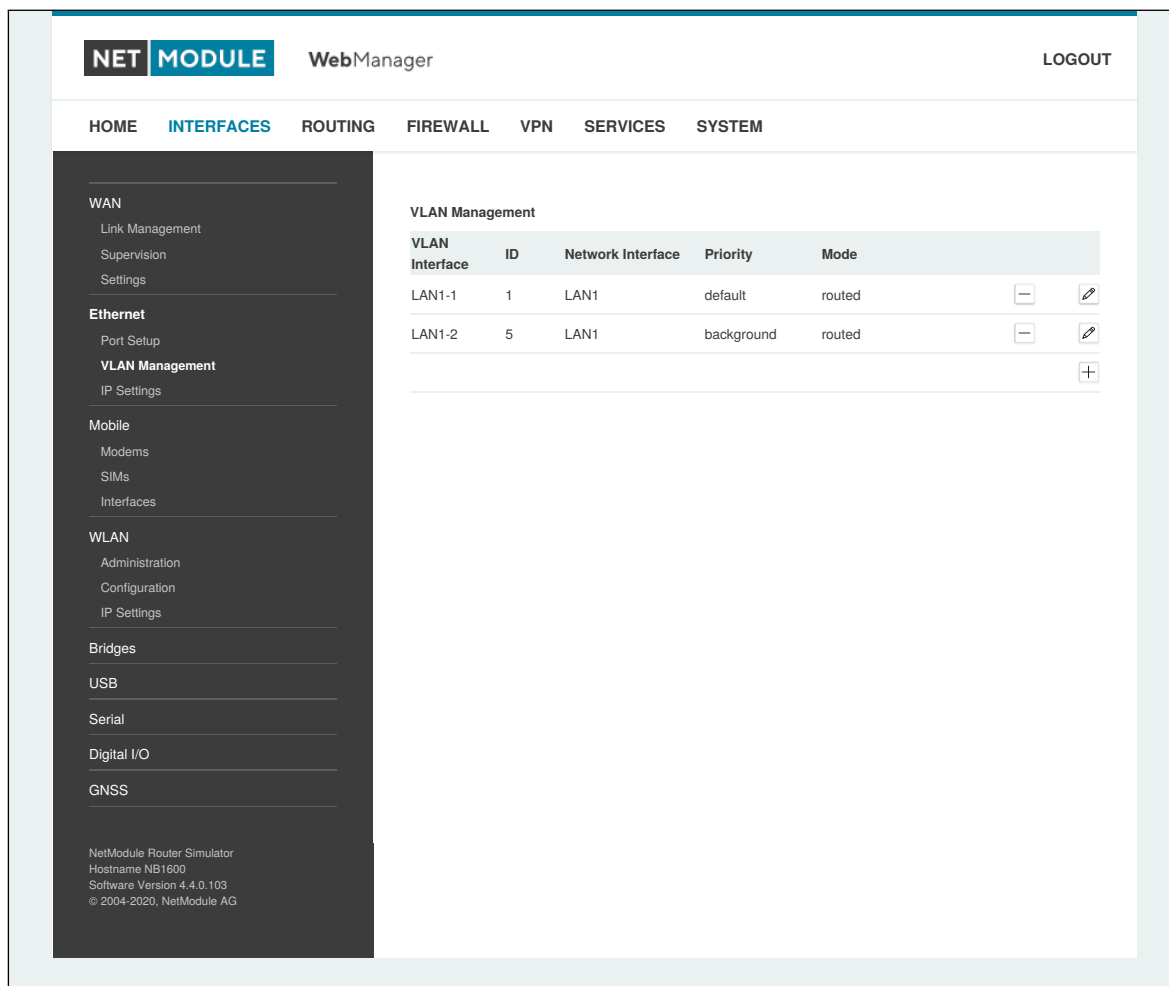 NET MODULE WebManager LOGOUT
HOME INTERFACES ROUTING FIREWALL VPN SERVICES SYSTEM
WAN
Link Management
Supervision
Settings
Ethernet
Port Setup
VLAN Management
IP Settings
Mobile
Modems
SIMs
Interfaces
WLAN
Administration
Configuration
IP Settings
Bridges
USB
Serial
Digital I/O
GNSS
NetModule Router Simulator
Hostname NB1600
Software Version 4.4.0.103
© 2004-2020, NetModule AG
VLAN Management
VLAN Interface ID Network Interface Priority Mode
LAN1-1 1 LAN1 default routed
LAN1-2 5 LAN1 background routed